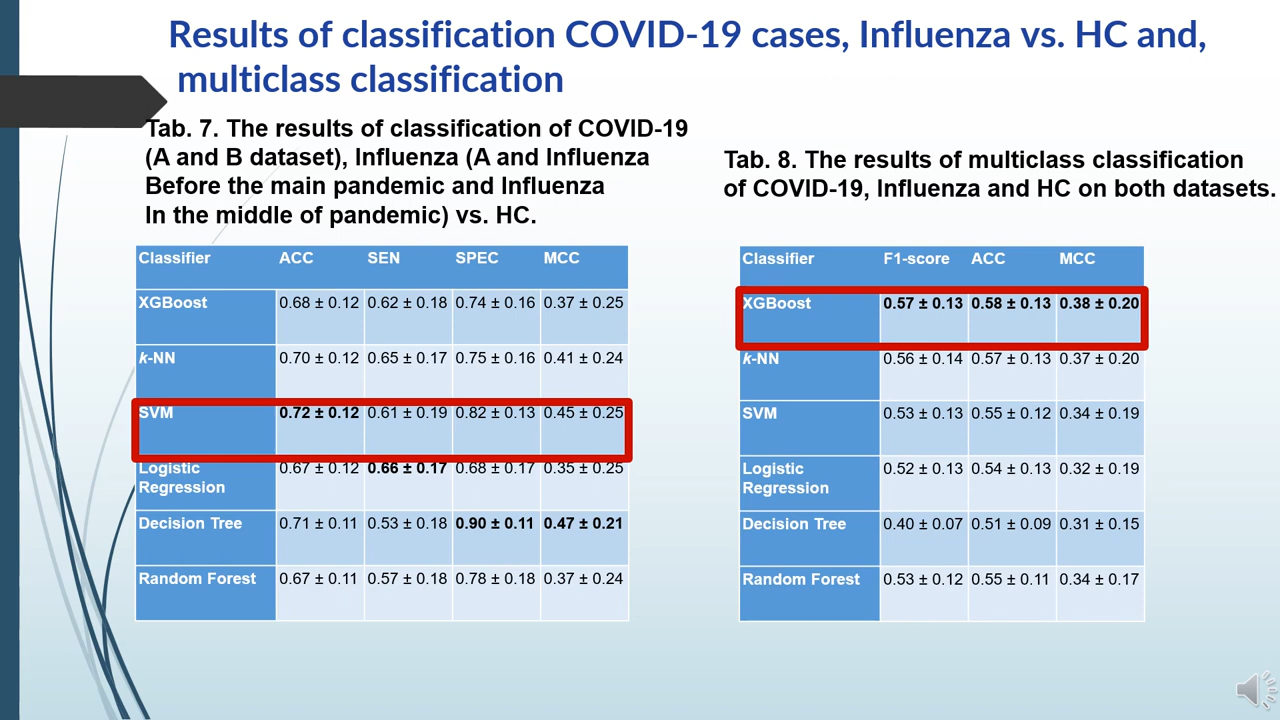 Results of classification COVID-19 cases, Influenza vs. HC and,
multiclass classification
Tab. 7. The results of classification of COVID-19
(A and B dataset), Influenza (A and Influenza
Before the main pandemic and Influenza
In the middle of pandemic) vs. HC.
Classifier ACC SEN SPEC MCC
XGBoost 0.68 ± 0.12 0.62 ± 0.18 0.74 ± 0.16 0.37 ± 0.25
k-NN 0.70 ± 0.12 0.65 ± 0.17 0.75 ± 0.16 0.41 ± 0.24
SVM 0.72 ± 0.12 0.61 ± 0.19 0.82 ± 0.13 0.45 ± 0.25
Logistic 0.67 ± 0.12 0.66 ± 0.17 0.68 ± 0.17 0.35 ± 0.25
Regression
Decision Tree 0.71 ± 0.11 0.53 ± 0.18 0.90 ± 0.11 0.47 ± 0.21
Random Forest 0.67 ± 0.11 0.57 ± 0.18 0.78 ± 0.18 0.37 ± 0.24
Tab. 8. The results of multiclass classification
of COVID-19, Influenza and HC on both datasets.
Classifier F1-score ACC MCC
XGBoost 0.57 ± 0.13 0.58 ± 0.13 0.38 ± 0.20
k-NN 0.56 ± 0.14 0.57 ± 0.13 0.37 ± 0.20
SVM 0.53 ± 0.13 0.55 ± 0.12 0.34 ± 0.19
Logistic 0.52 ± 0.13 0.54 ± 0.13 0.32 ± 0.19
Regression
Decision Tree 0.40 ± 0.07 0.51 ± 0.09 0.31 ± 0.15
Random Forest 0.53 ± 0.12 0.55 ± 0.11 0.34 ± 0.17